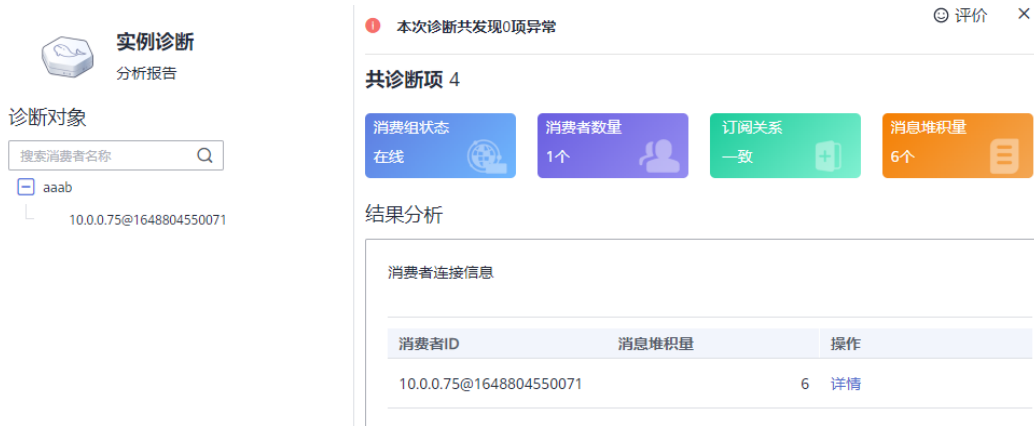 实例诊断
分析报告
诊断对象
搜索消费者名称
aaab
10.0.0.75@1648804550071
本次诊断共发现0项异常
评价
共诊断项 4
消费组状态
在线
消费者数量
1个
订阅关系
一致
消息堆积量
6个
结果分析
消费者连接信息
消费者ID 消息堆积量 操作
10.0.0.75@1648804550071 6 详情